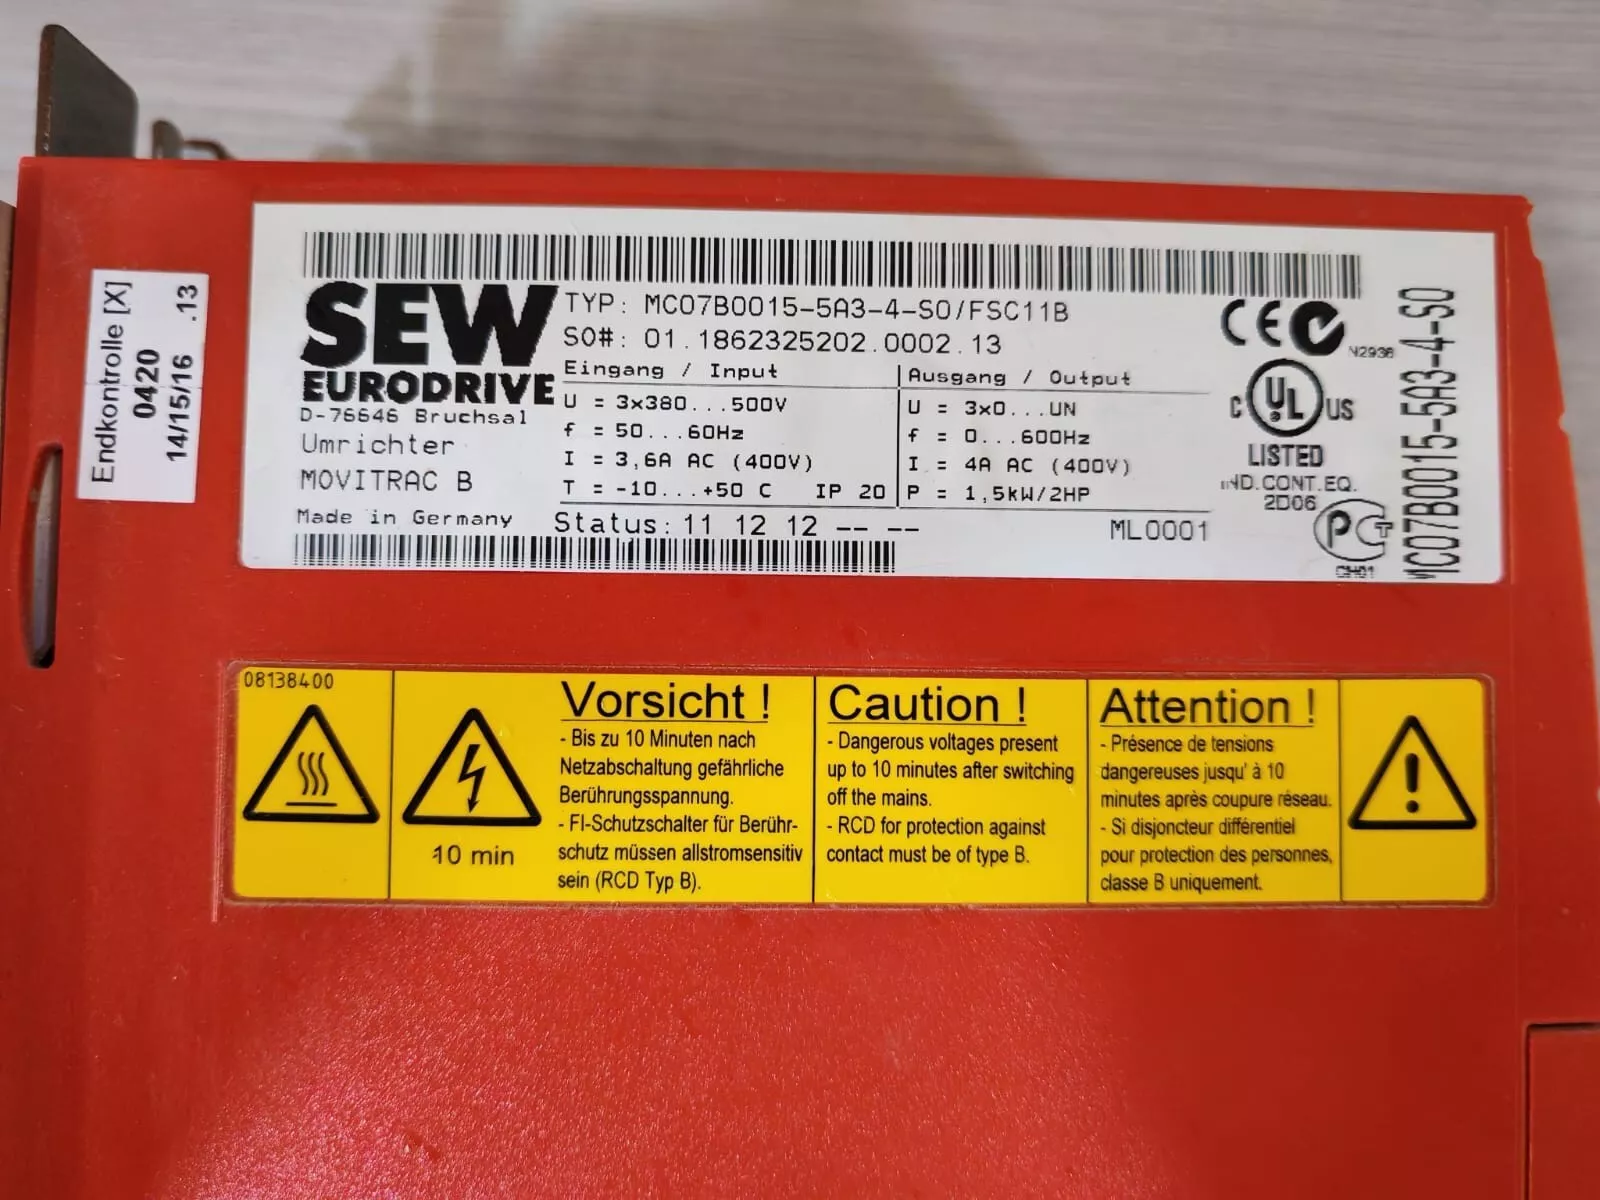 Endkontrolle [X]
0420
14/15/16 .13
SEW
EURODRIVE
D-76646 Bruchsal
Umrichter
MOVITRAC B
Made in Germany
TYP: MC07B0015-5A3-4-S0/FSC11B
SO#: 01.1862325202.0002.13
Eingang / Input
U = 3x380...500V
f = 50...60Hz
I = 3,6A AC (400V)
T = -10...+50 C IP 20
Ausgang / Output
U = 3x0...UN
f = 0...600Hz
I = 4A AC (400V)
P = 1,5kW/2HP
Status: 11 12 12 -- --
ML0001
CE
N2936
C UL US
LISTED
IND.CONT.EQ.
2D06
MC07B0015-5A3-4-S0
08138400
10 min
Vorsicht !
- Bis zu 10 Minuten nach
Netzabschaltung gefährliche
Berührungsspannung.
- FI-Schutzschalter für Berühr-
schutz müssen allstromsensitiv
sein (RCD Typ B).
Caution !
- Dangerous voltages present
up to 10 minutes after switching
off the mains.
- RCD for protection against
contact must be of type B.
Attention !
- Présence de tensions
dangereuses jusqu' à 10
minutes après coupure réseau.
- Si disjoncteur différentiel
pour protection des personnes,
classe B uniquement.